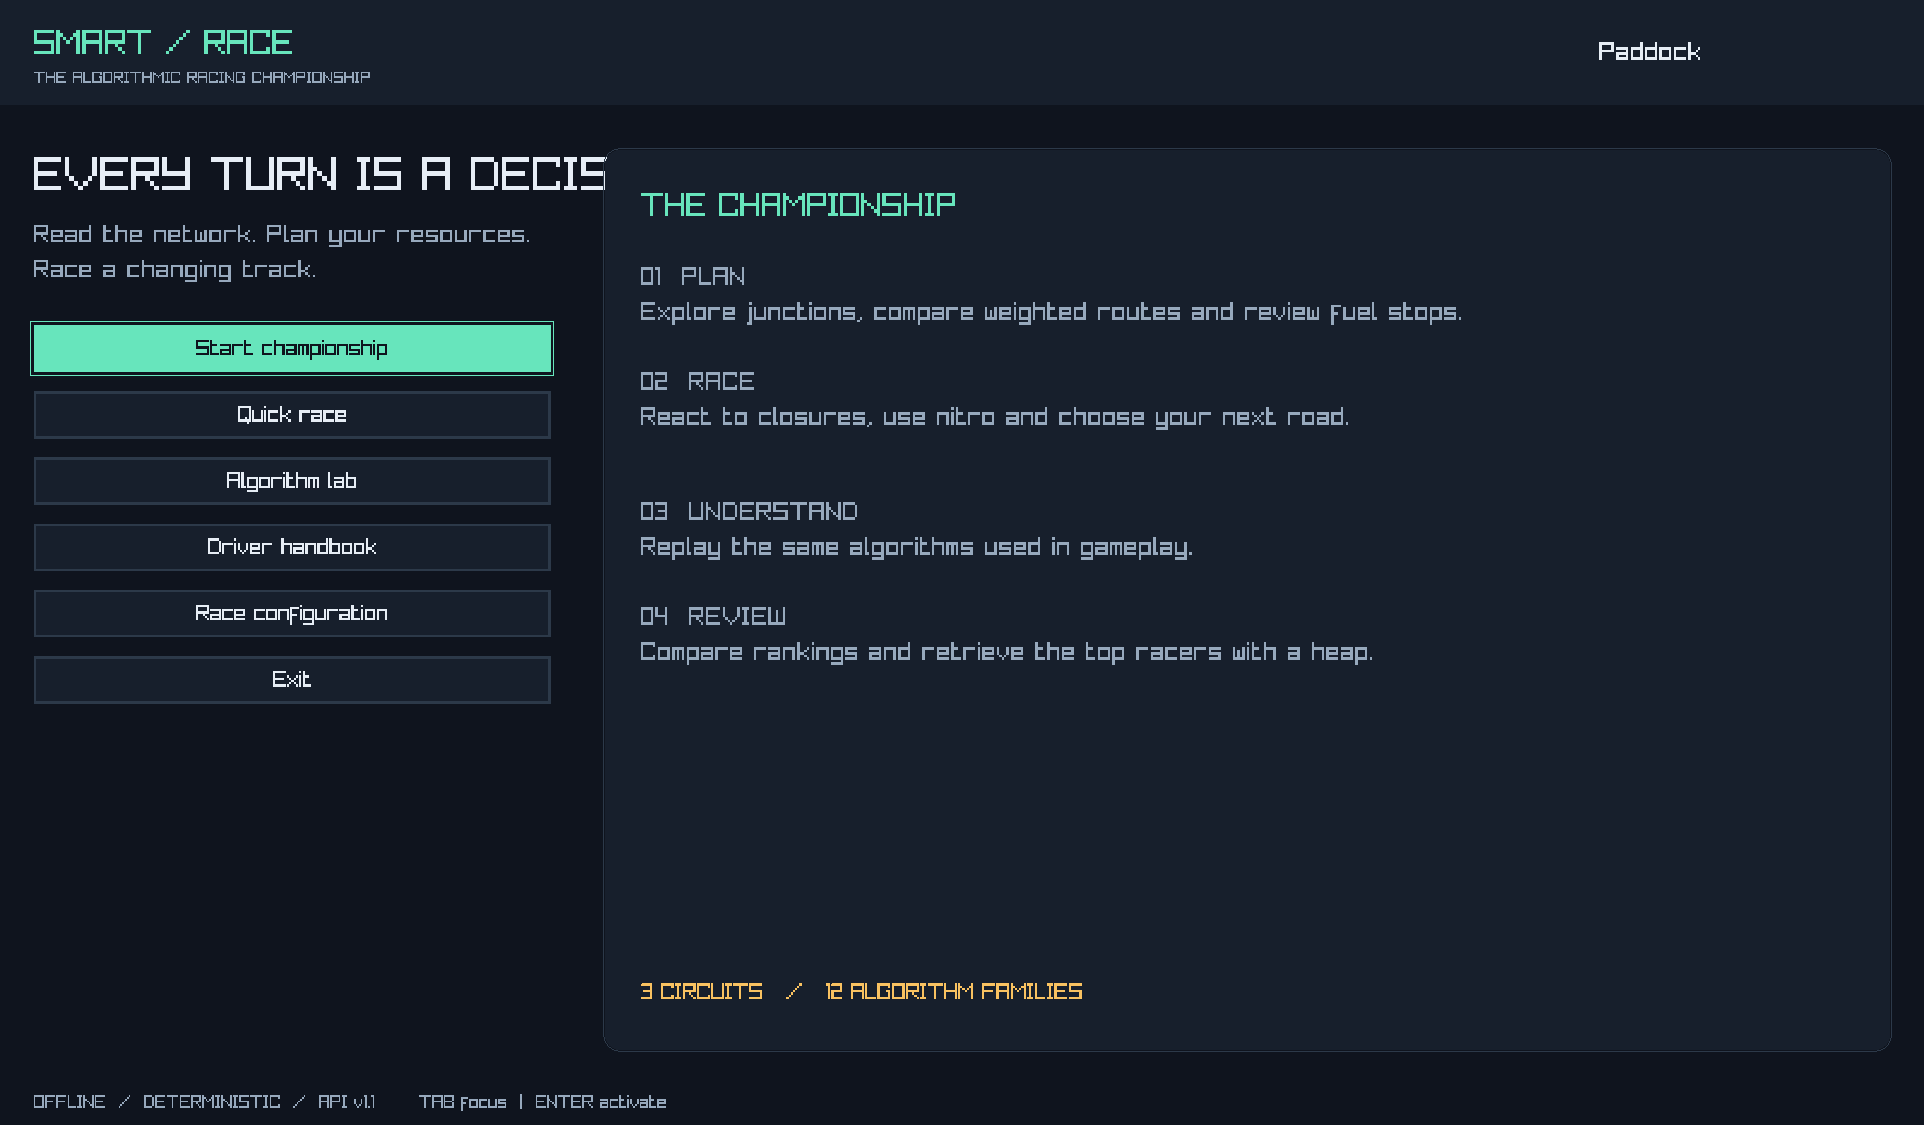 SMART / RACE
THE ALGORITHMIC RACING CHAMPIONSHIP
Paddock
EVERY TURN IS A DECIS
Read the network. Plan your resources.
Race a changing track.
Start championship
Quick race
Algorithm lab
Driver handbook
Race configuration
Exit
THE CHAMPIONSHIP
01 PLAN
Explore junctions, compare weighted routes and review fuel stops.
02 RACE
React to closures, use nitro and choose your next road.
03 UNDERSTAND
Replay the same algorithms used in gameplay.
04 REVIEW
Compare rankings and retrieve the top racers with a heap.
3 CIRCUITS / 12 ALGORITHM FAMILIES
OFFLINE / DETERMINISTIC / API v1.1 TAB focus | ENTER activate